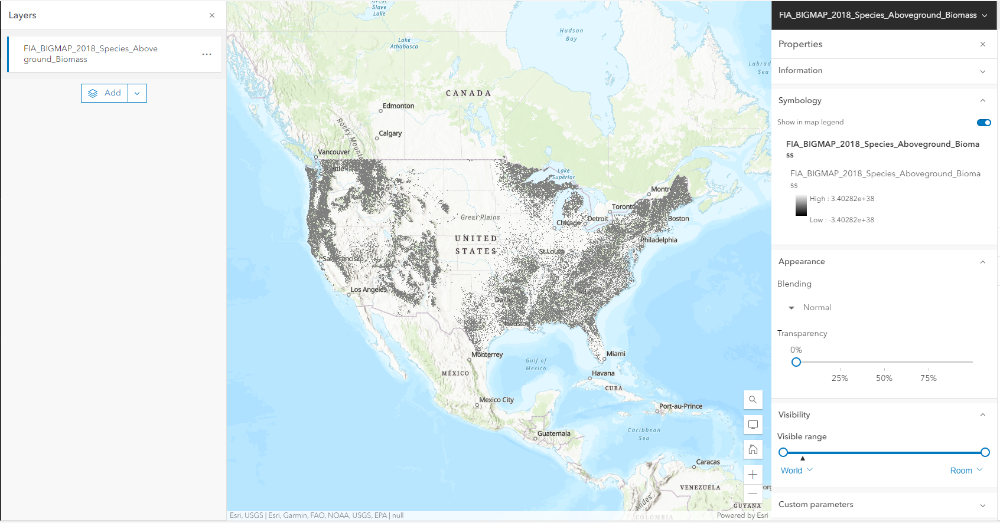 Layers
FIA_BIGMAP_2018_Species_Above
ground_Biomass
Add
Great
Slave
Lake
Lake
Athabasca
Hudson
Bay
Labrad
Sea
CANADA
Edmonton
Calgary
Rocky Mounta
Vancouver
Lake
Superior
Montre
Toronto
Great Plains
Chicago
Detroit
Boston
UNITED
STATES
Philadelphia
St Louis
San Francisco
Los Angeles
Dallas
Houston
Monterrey
Miami
Gulf of
Mexico
MÉXICO
Havana
CUBA
Mexico City
Port-au-Prince
Caribbean
Sea
Guatemala
Caracas
VENEZUELA
Andes
GUYANA
COLOMBIA
Esri, USGS | Esri, Garmin, FAO, NOAA, USGS, EPA | null
Powered by Esri
FIA_BIGMAP_2018_Species_Aboveground_Biomass
Properties
Information
Symbology
Show in map legend
FIA_BIGMAP_2018_Species_Aboveground_Bioma
ss
FIA_BIGMAP_2018_Species_Aboveground_Bioma
ss
High : 3.40282e+38
Low : -3.40282e+38
Appearance
Blending
Normal
Transparency
0%
25% 50% 75%
Visibility
Visible range
World Room
Custom parameters